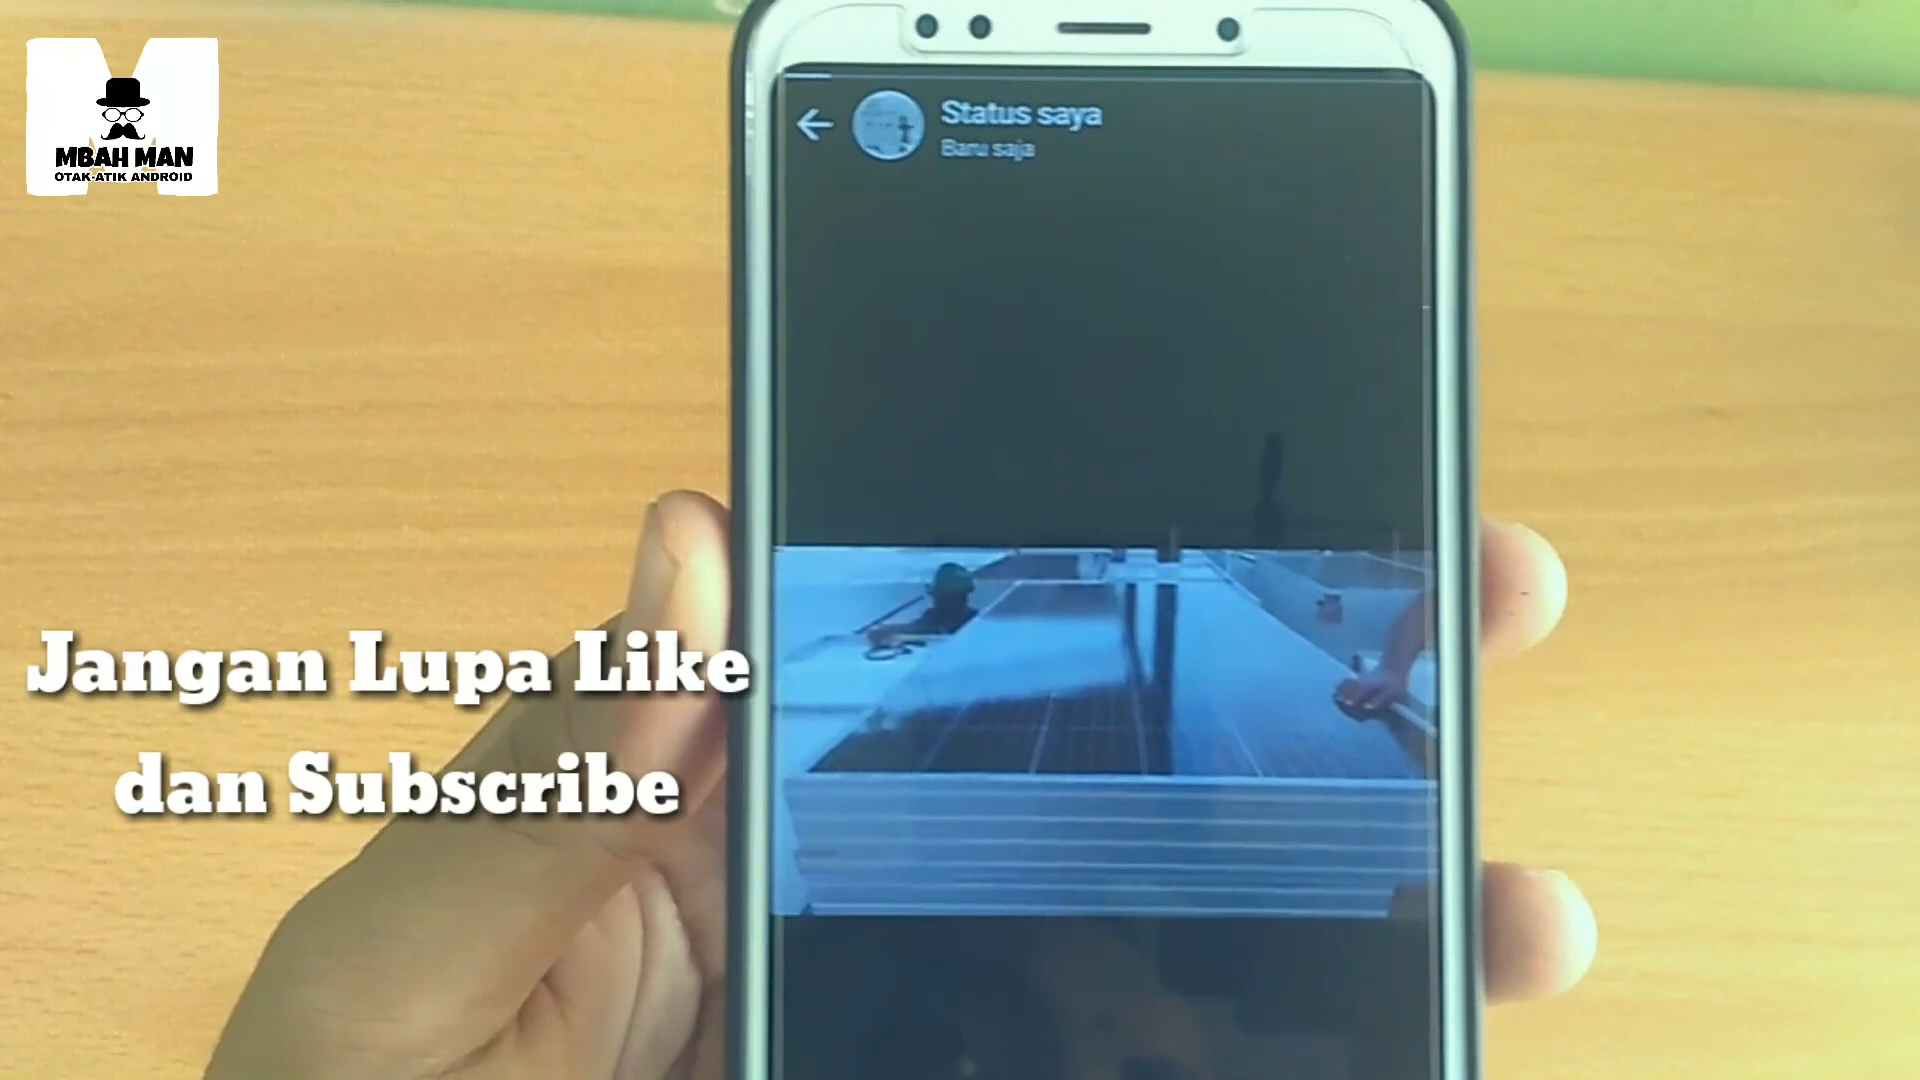 MBAH MAN
OTAK-ATIK ANDROID
Status saya
Baru saja
Jangan Lupa Like
dan Subscribe